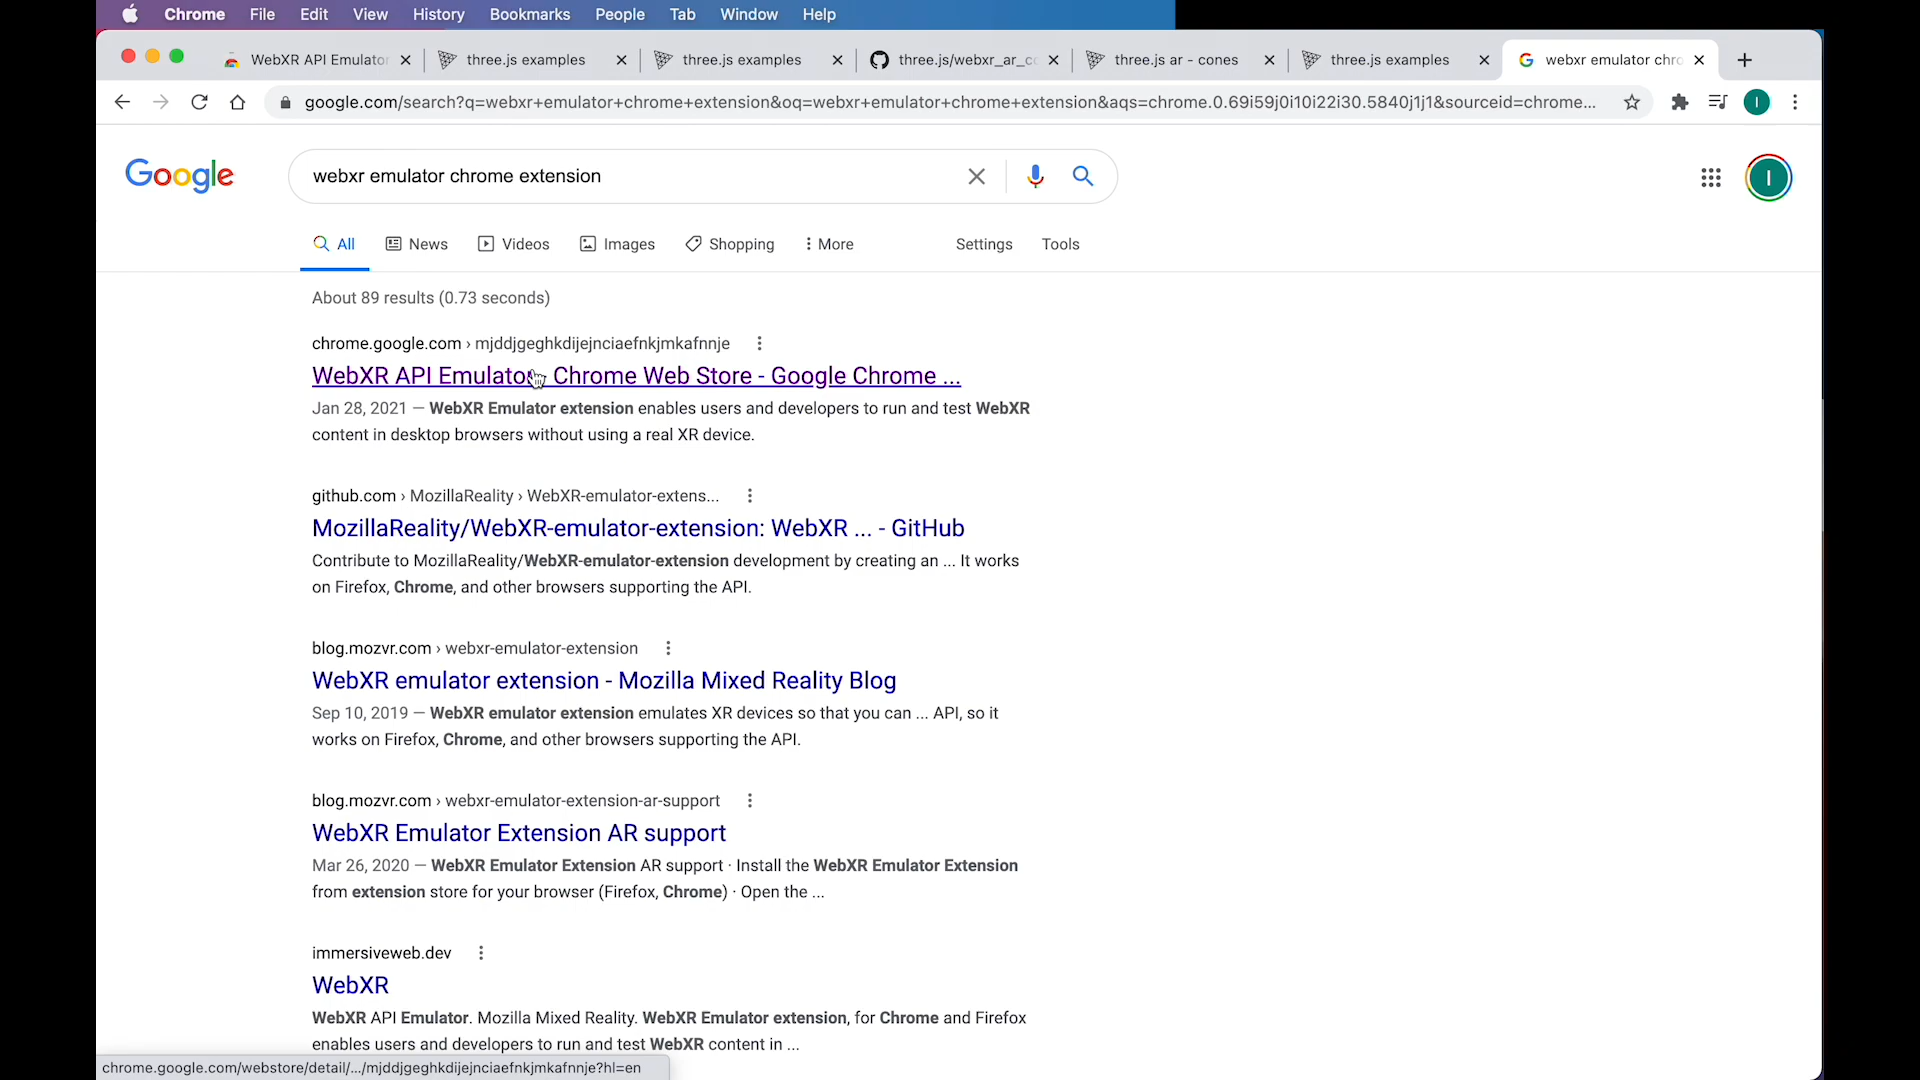 Chrome File Edit View History Bookmarks People Tab Window Help
WebXR API Emulator
three.js examples
three.js examples
three.js/webxr_ar_co
three.js ar - cones
three.js examples
webxr emulator chro
google.com/search?q=webxr+emulator+chrome+extension&oq=webxr+emulator+chrome+extension&aqs=chrome.0.69i59j0i10i22i30.5840j1j1&sourceid=chrome...
I
Google
webxr emulator chrome extension
I
All News Videos Images Shopping More Settings Tools
About 89 results (0.73 seconds)
chrome.google.com › mjddjgeghkdijejnciaefnkjmkafnnje
WebXR API Emulator - Chrome Web Store - Google Chrome ...
Jan 28, 2021 — WebXR Emulator extension enables users and developers to run and test WebXR
content in desktop browsers without using a real XR device.
github.com › MozillaReality › WebXR-emulator-extens...
MozillaReality/WebXR-emulator-extension: WebXR ... - GitHub
Contribute to MozillaReality/WebXR-emulator-extension development by creating an ... It works
on Firefox, Chrome, and other browsers supporting the API.
blog.mozvr.com › webxr-emulator-extension
WebXR emulator extension - Mozilla Mixed Reality Blog
Sep 10, 2019 — WebXR emulator extension emulates XR devices so that you can ... API, so it
works on Firefox, Chrome, and other browsers supporting the API.
blog.mozvr.com › webxr-emulator-extension-ar-support
WebXR Emulator Extension AR support
Mar 26, 2020 — WebXR Emulator Extension AR support · Install the WebXR Emulator Extension
from extension store for your browser (Firefox, Chrome) · Open the ...
immersiveweb.dev
WebXR
WebXR API Emulator. Mozilla Mixed Reality. WebXR Emulator extension, for Chrome and Firefox
enables users and developers to run and test WebXR content in ...
chrome.google.com/webstore/detail/.../mjddjgeghkdijejnciaefnkjmkafnnje?hl=en